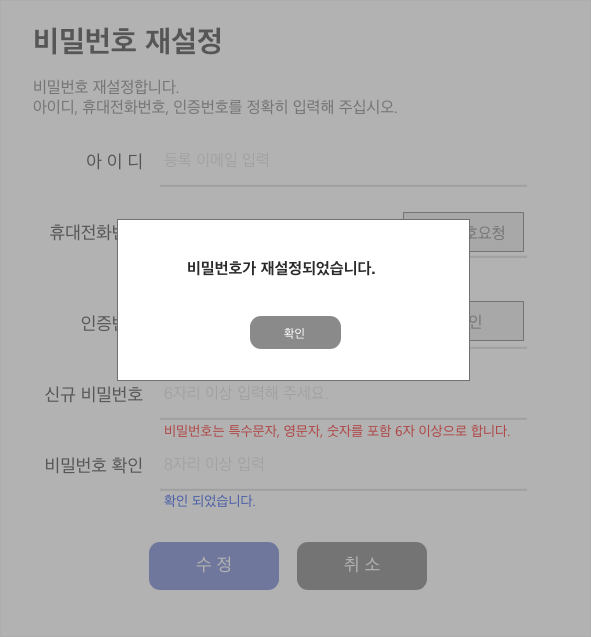 비밀번호 재설정
비밀번호 재설정합니다.
아이디, 휴대전화번호, 인증번호를 정확히 입력해 주십시오.
아 이 디
등록 이메일 입력
휴대전화
요청
비밀번호가 재설정되었습니다.
인증
확인
신규 비밀번호
6자리 이상 입력해 주세요.
비밀번호는 특수문자, 영문자, 숫자를 포함 6자 이상으로 합니다.
비밀번호 확인
8자리 이상 입력
확인 되었습니다.
수 정
취 소